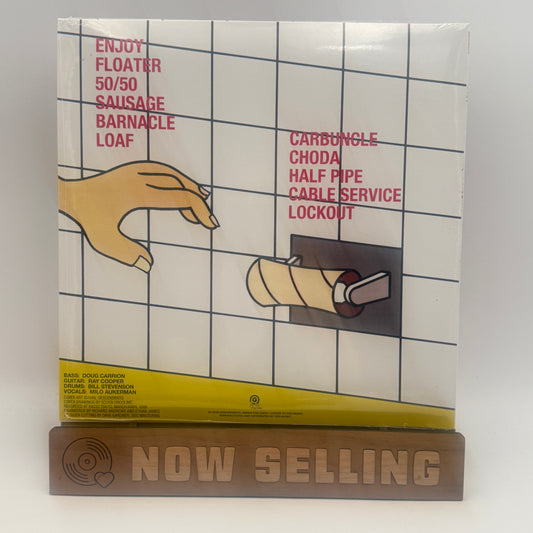 ENJOY
FLOATER
50/50
SAUSAGE
BARNACLE
LOAF
CARBUNCLE
CHODA
HALF PIPE
CABLE SERVICE
LOCKOUT
BASS: DOUG CARRION
GUITAR: RAY COOPER
DRUMS: BILL STEVENSON
VOCALS: MILO AUKERMAN
NOW SELLING